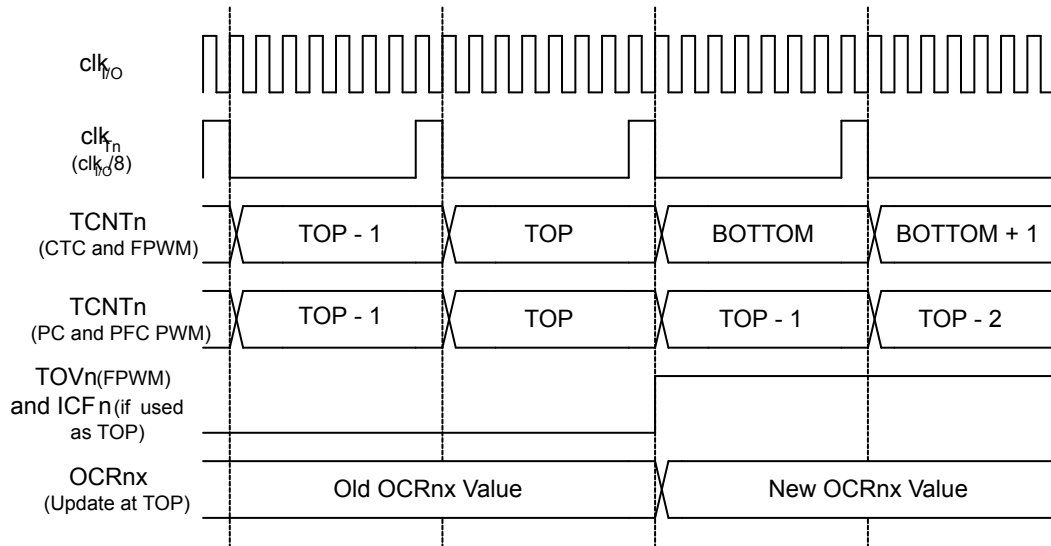 clkI/O
clkTn
(clkI/O/8)
TCNTn
(CTC and FPWM)
TOP - 1
TOP
BOTTOM
BOTTOM + 1
TCNTn
(PC and PFC PWM)
TOP - 1
TOP
TOP - 1
TOP - 2
TOVn(FPWM)
and ICFn(if used
as TOP)
OCRnx
(Update at TOP)
Old OCRnx Value
New OCRnx Value